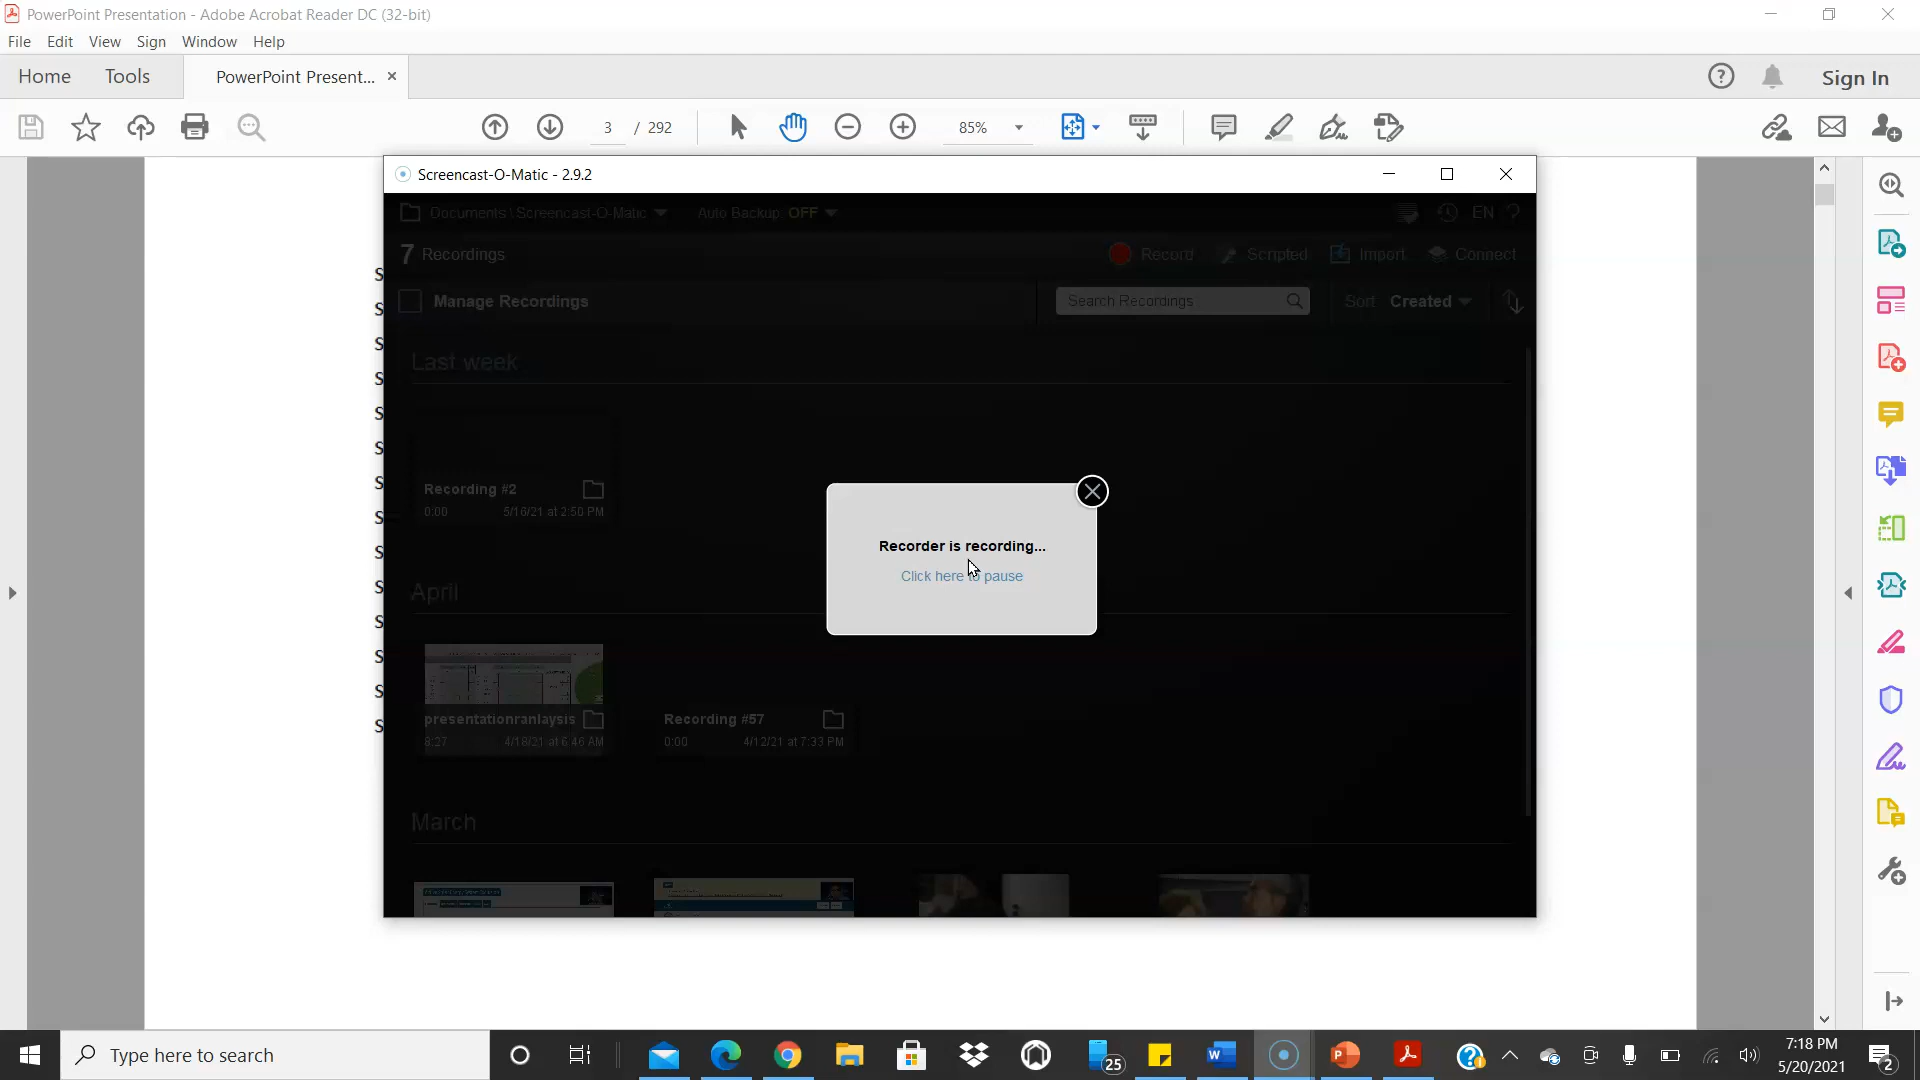 PowerPoint Presentation - Adobe Acrobat Reader DC (32-bit)
File Edit View Sign Window Help
Home Tools PowerPoint Present... × Sign In
3 / 292 85%
Screencast-O-Matic - 2.9.2
Documents \ Screencast-O-Matic Auto Backup OFF EN ?
7 Recordings Record Scripted Import Connect
Manage Recordings Search Recordings Sort Created
Last week
Recording #2
0:00 5/16/21 at 2:50 PM
Recorder is recording...
Click here to pause
April
presentationranlaysis Recording #57
8:27 4/18/21 at 6:46 AM 0:00 4/12/21 at 7:33 PM
March
S
S
S
S
S
S
S
S
S
S
S
S
S
S
Type here to search 25 7:18 PM
5/20/2021 2